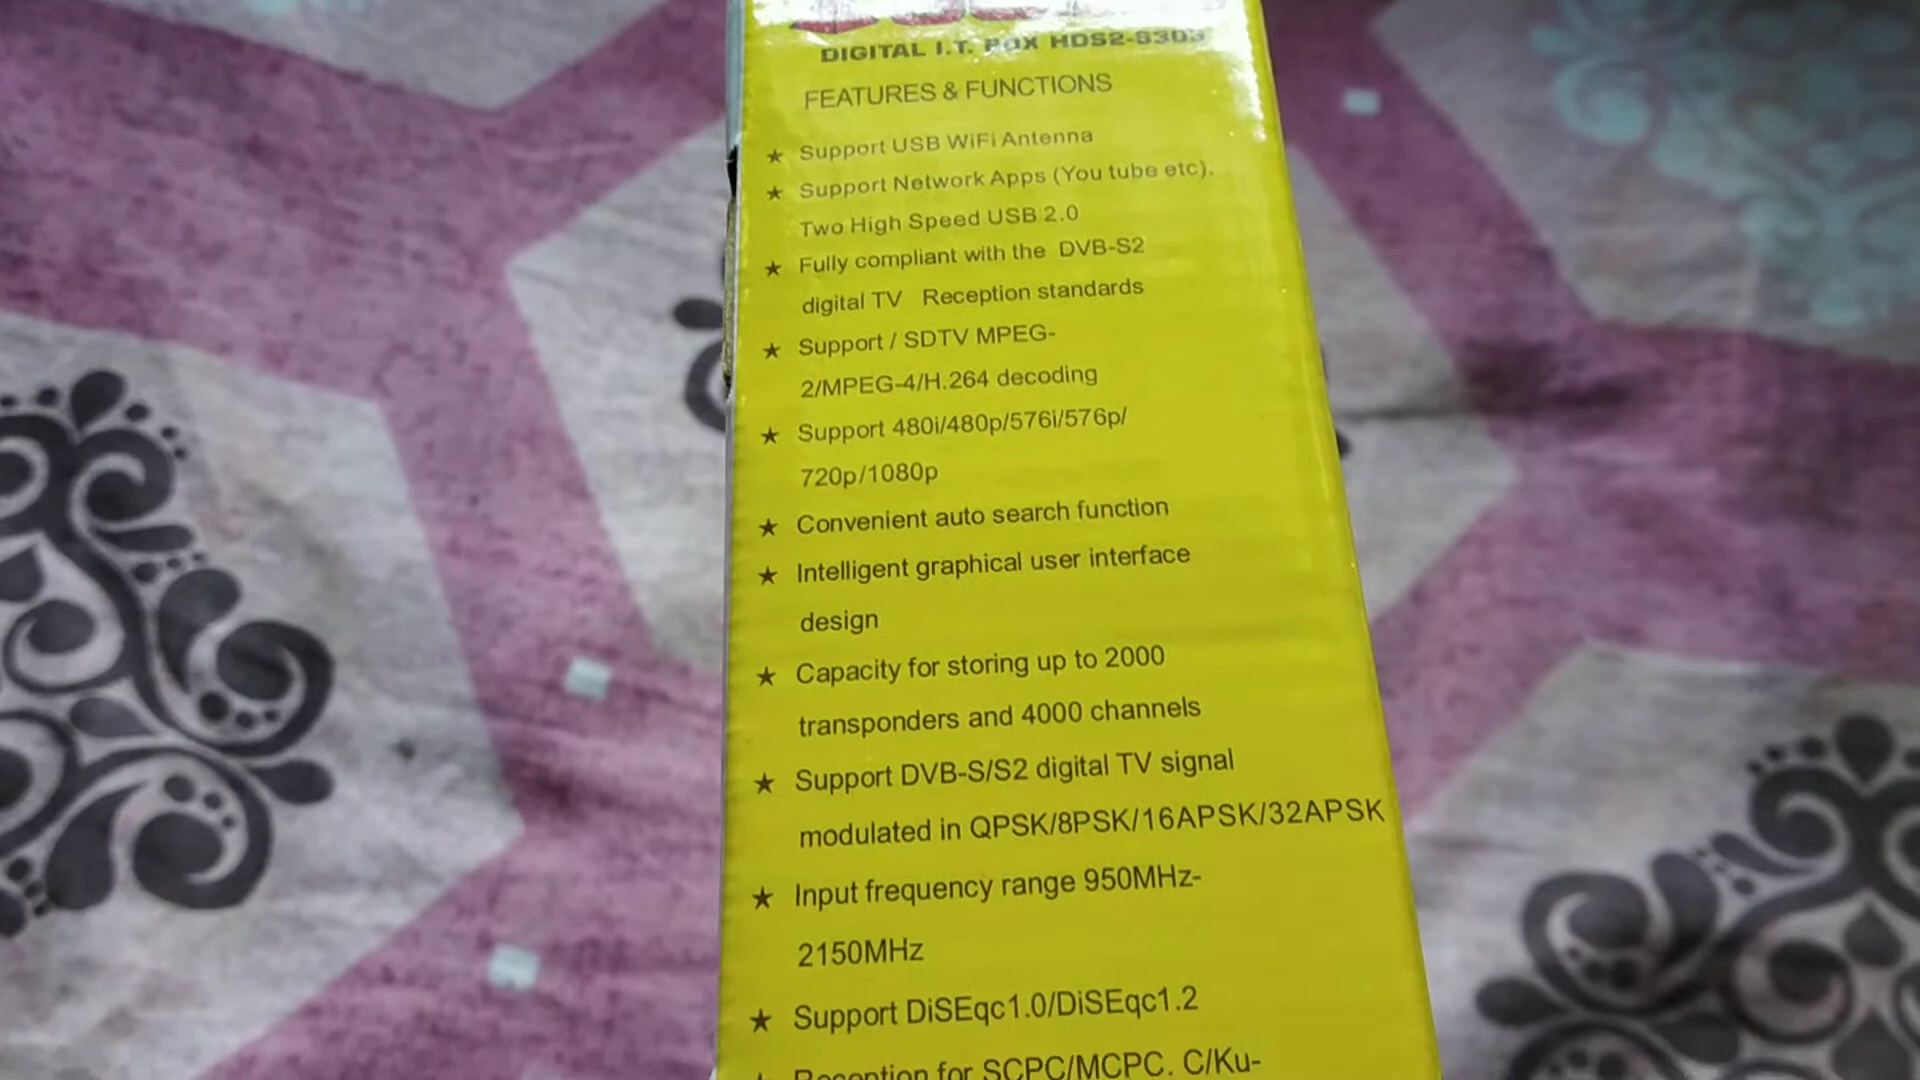 DIGITAL I.T. BOX HDS2-6303
FEATURES & FUNCTIONS
★ Support USB WiFi Antenna
★ Support Network Apps (You tube etc),
Two High Speed USB 2.0
★ Fully compliant with the DVB-S2
digital TV Reception standards
★ Support / SDTV MPEG-
2/MPEG-4/H.264 decoding
★ Support 480i/480p/576i/576p/
720p/1080p
★ Convenient auto search function
★ Intelligent graphical user interface
design
★ Capacity for storing up to 2000
transponders and 4000 channels
★ Support DVB-S/S2 digital TV signal
modulated in QPSK/8PSK/16APSK/32APSK
★ Input frequency range 950MHz-
2150MHz
★ Support DiSEqc1.0/DiSEqc1.2
★ Reception for SCPC/MCPC. C/Ku-